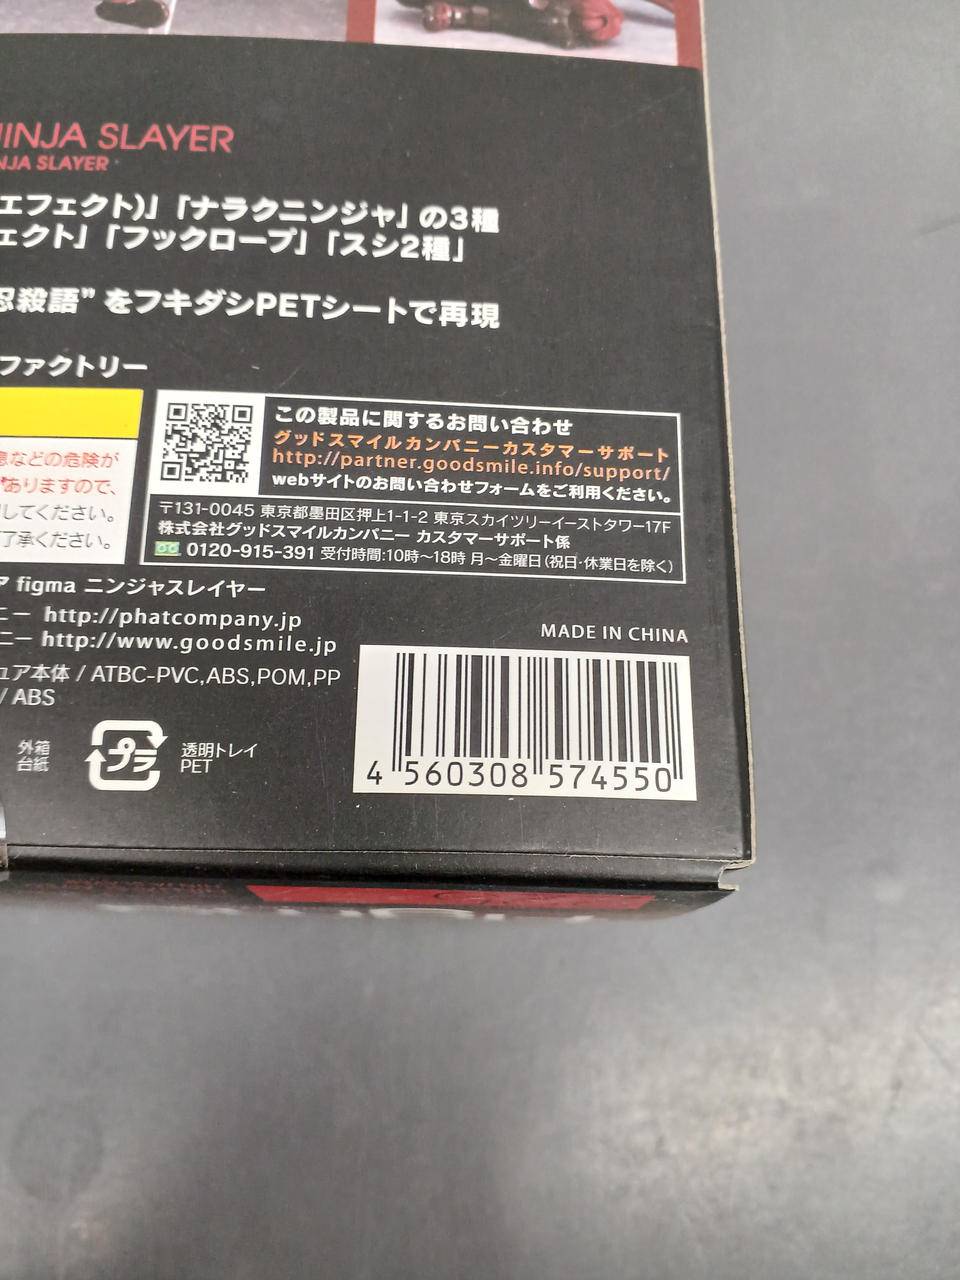 NINJA SLAYER
NINJA SLAYER
エフェクト)」「ナラクニンジャ」の3種
ェクト」「フックロープ」「スシ2種」
忍殺語”をフキダシPETシートで再現
ファクトリー
などの危険が
ありますので、
してください。
了承ください。
この製品に関するお問い合わせ
グッドスマイルカンパニーカスタマーサポート
http://partner.goodsmile.info/support/
webサイトのお問い合わせフォームをご利用ください。
〒131-0045 東京都墨田区押上1-1-2 東京スカイツリーイーストタワー17F
株式会社グッドスマイルカンパニー カスタマーサポート係
0120-915-391 受付時間:10時〜18時 月〜金曜日(祝日·休業日を除く)
ア figma ニンジャスレイヤー
ニー http://phatcompany.jp
ニー http://www.goodsmile.jp
ュア本体 / ATBC-PVC,ABS,POM,PP
/ ABS
MADE IN CHINA
外箱
台紙
プラ
透明トレイ
PET
4 560308 574550